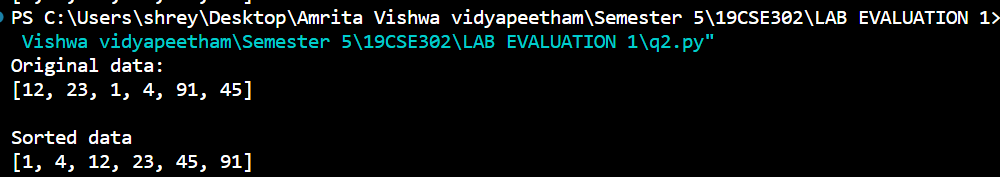 PS C:\Users\shrey\Desktop\Amrita Vishwa vidyapeetham\Semester 5\19CSE302\LAB EVALUATION 1>
Vishwa vidyapeetham\Semester 5\19CSE302\LAB EVALUATION 1\q2.py"
Original data:
[12, 23, 1, 4, 91, 45]
Sorted data
[1, 4, 12, 23, 45, 91]